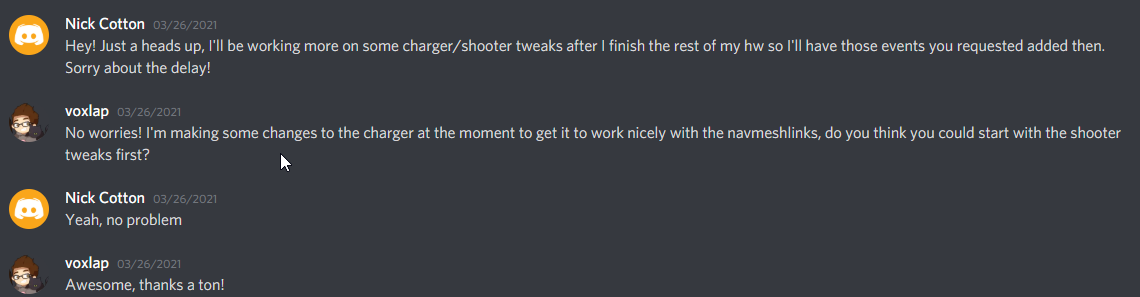 Nick Cotton 03/26/2021
Hey! Just a heads up, I'll be working more on some charger/shooter tweaks after I finish the rest of my hw so I'll have those events you requested added then.
Sorry about the delay!
voxlap 03/26/2021
No worries! I'm making some changes to the charger at the moment to get it to work nicely with the navmeshlinks, do you think you could start with the shooter
tweaks first?
Nick Cotton 03/26/2021
Yeah, no problem
voxlap 03/26/2021
Awesome, thanks a ton!